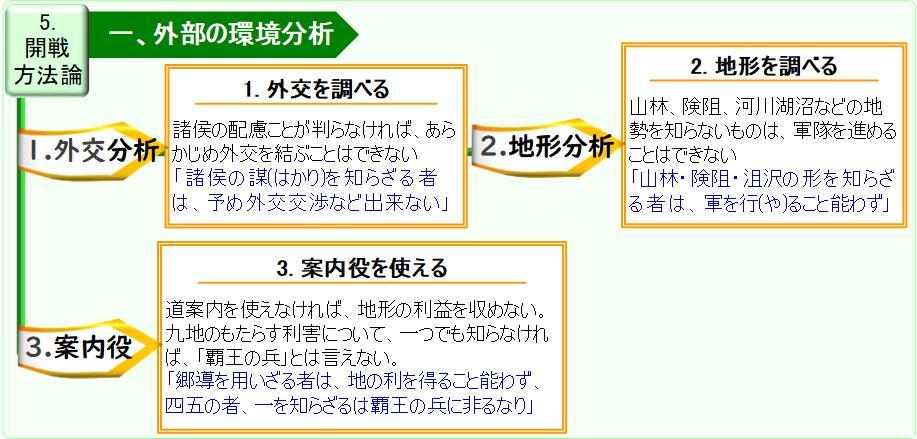 5.
開戦
方法論
一、外部の環境分析
1.外交分析
1. 外交を調べる
諸侯の配慮ことが判らなければ、あら
かじめ外交を結ぶことはできない
「諸侯の謀(はかり)を知らざる者
は、予め外交交渉など出来ない」
2.地形分析
2. 地形を調べる
山林、険阻、河川湖沼などの地
勢を知らないものは、軍隊を進める
ことはできない
「山林・険阻・沮沢の形を知らざ
る者は、軍を行(や)ること能わず」
3.案内役
3. 案内役を使える
道案内を使えなければ、地形の利益を収めない。
九地のもたらす利害について、一つでも知らなけれ
ば、「覇王の兵」とは言えない。
「郷導を用いざる者は、地の利を得ること能わず、
四五の者、一を知らざるは覇王の兵に非るなり」